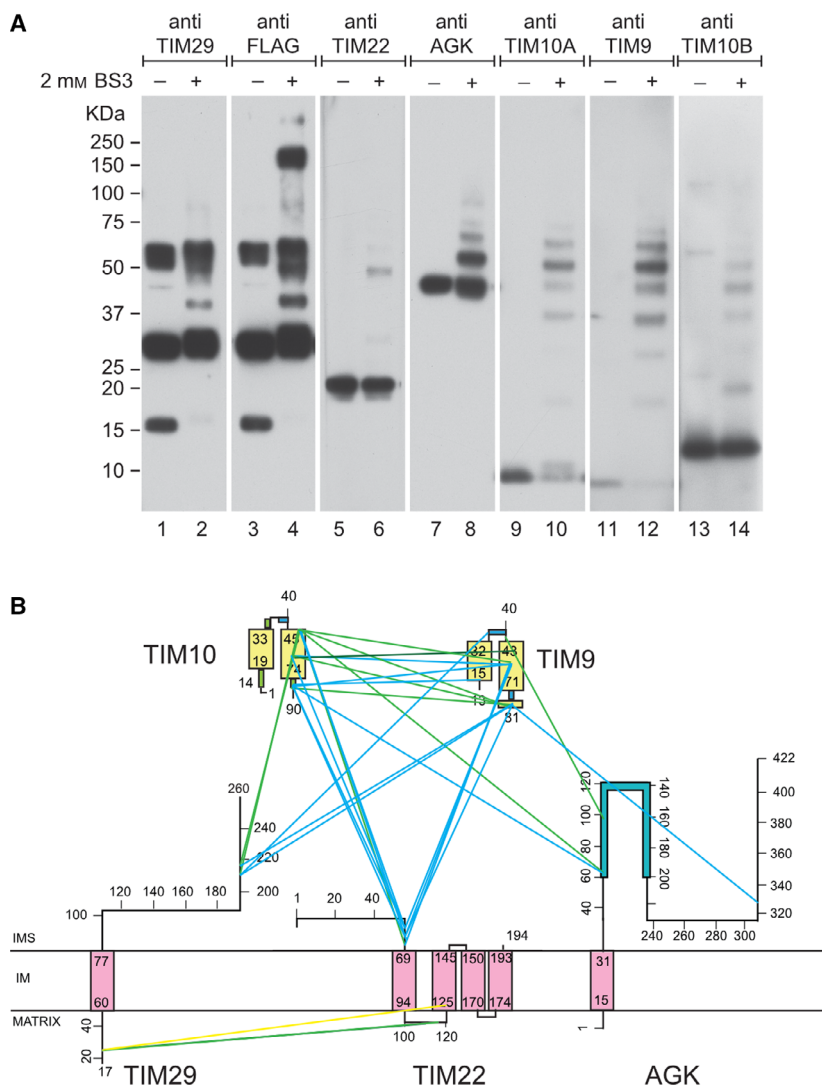 A
anti anti anti anti anti anti anti
TIM29 FLAG TIM22 AGK TIM10A TIM9 TIM10B
2 mM BS3 – + – + – + – + – + – + – +
KDa
250 –
150 –
100 –
75 –
50 –
37 –
25 –
20 –
15 –
10 –
1 2 3 4 5 6 7 8 9 10 11 12 13 14
B
40 40
TIM10 33 45 32 43 TIM9
19 74 15 71
14 1 90 13 81
260 422
240 400
220 380
200 360
340
320
120 140 160 180
100
1 20 40
120 100 80 60 40
140 160 180 200
240 260 280 300
IMS 194
77 69 145 150 193 31
IM
60 94 125 170 174 15
MATRIX 40 20 100 120 1
17 TIM29 TIM22 AGK